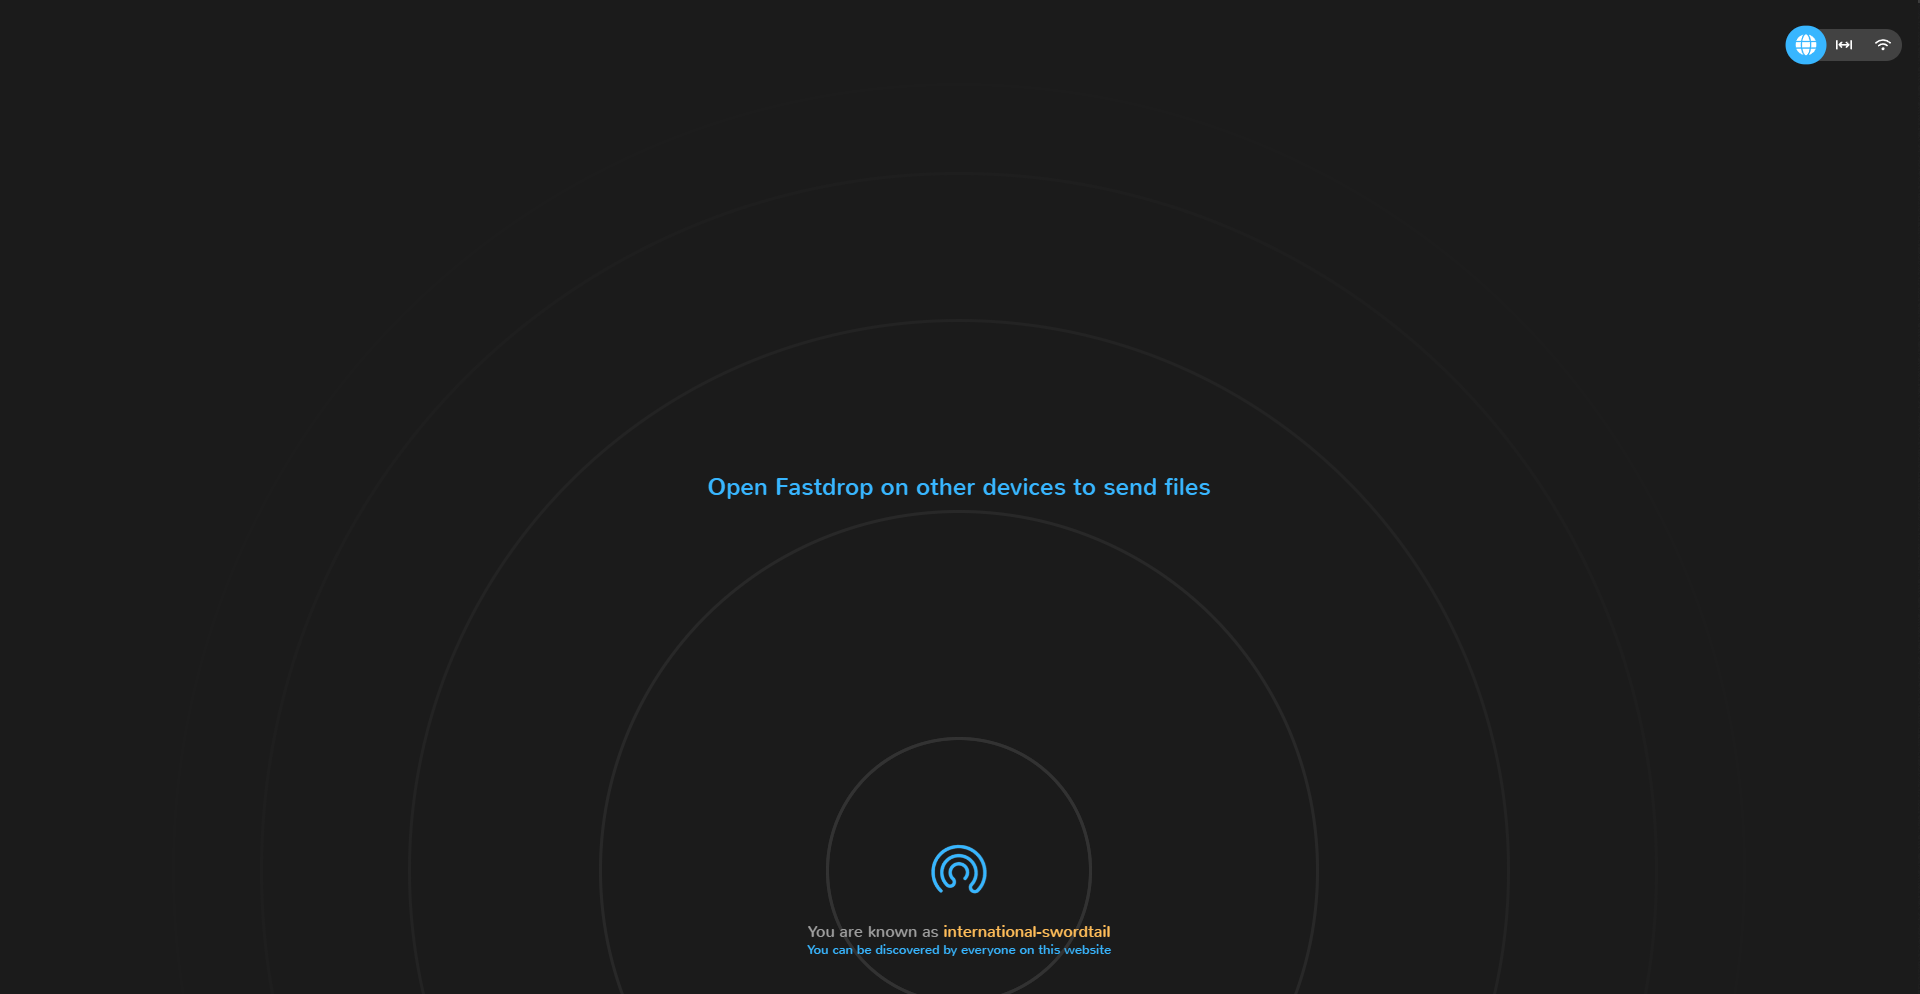 Open Fastdrop on other devices to send files
You are known as international-swordtail
You can be discovered by everyone on this website